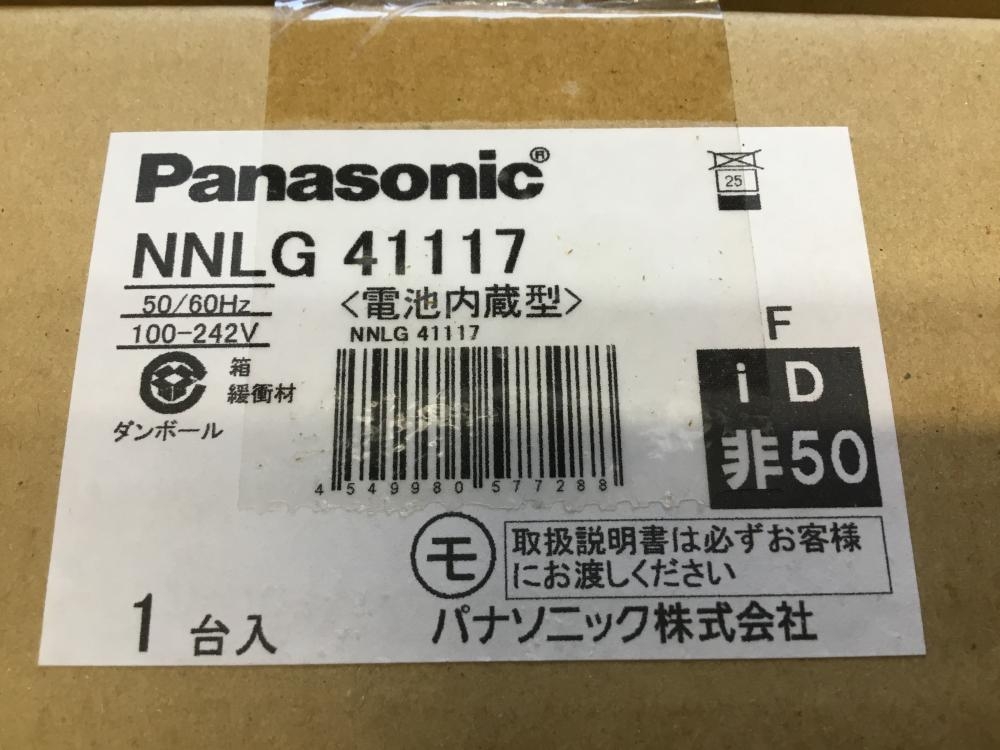 Panasonic®
25
NNLG 41117
50/60Hz
100-242V
<電池内蔵型>
NNLG 41117
箱
緩衝材
ダンボール
4 549980 577288
F
i D
非50
モ
取扱説明書は必ずお客様
にお渡しください
1 台入
パナソニック株式会社